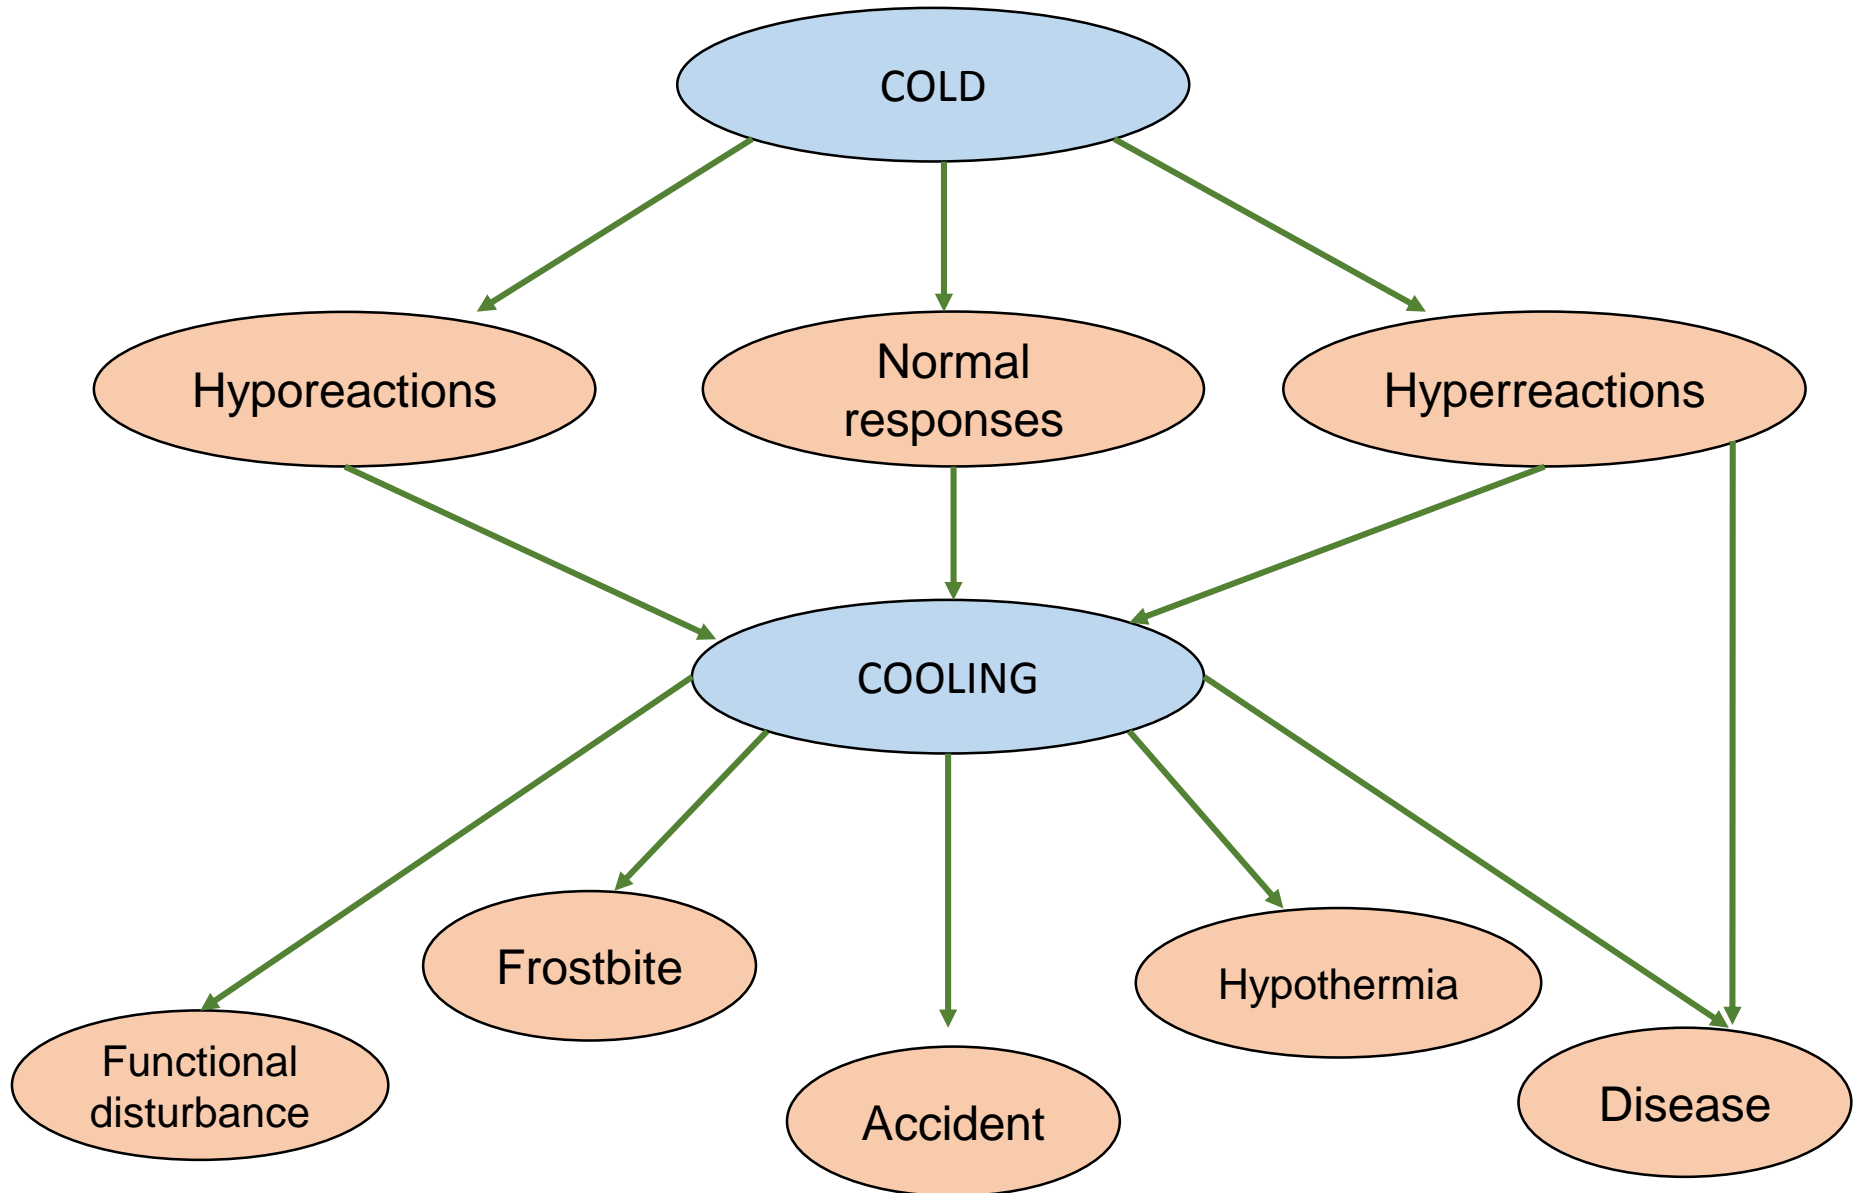 COLD
Hyporeactions
Normal
responses
Hyperreactions
COOLING
Frostbite
Hypothermia
Functional
disturbance
Accident
Disease